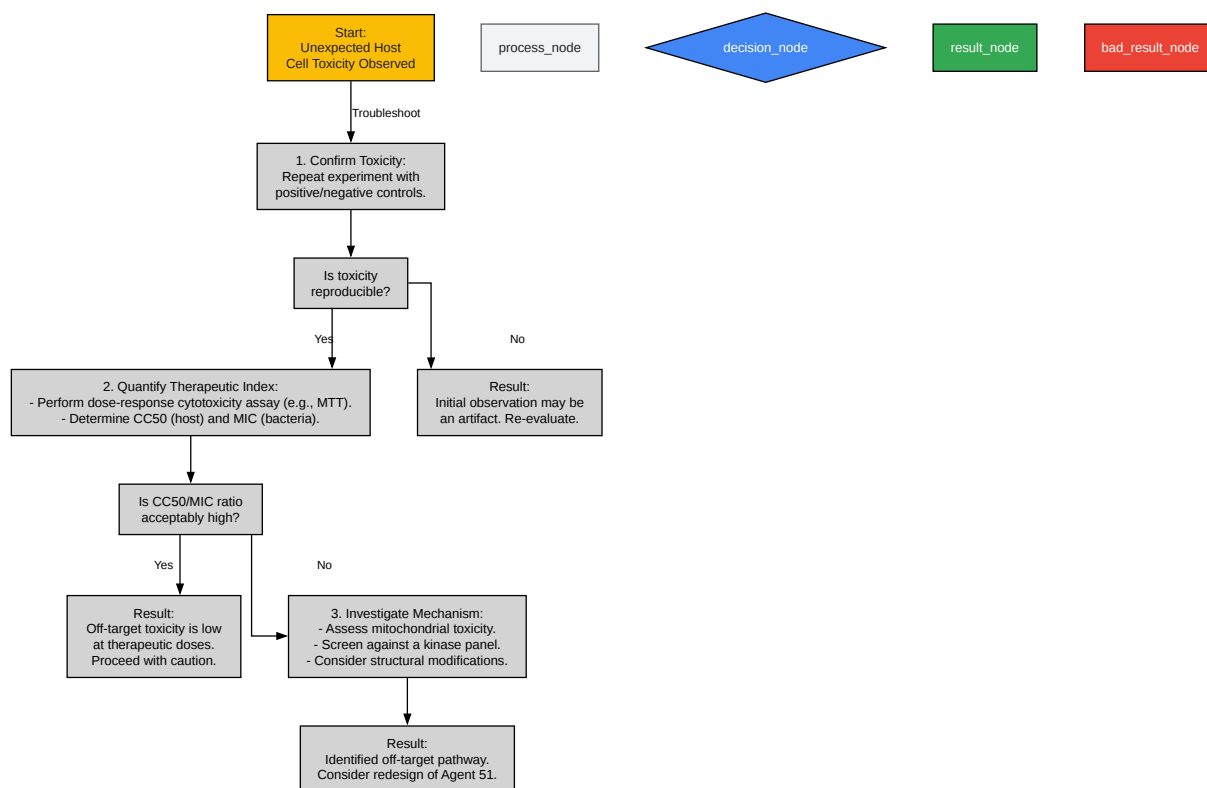 Start:
Unexpected Host
Cell Toxicity Observed
process_node
decision_node
result_node
bad_result_node
Troubleshoot
1. Confirm Toxicity:
Repeat experiment with
positive/negative controls.
Is toxicity
reproducible?
Yes
No
2. Quantify Therapeutic Index:
- Perform dose-response cytotoxicity assay (e.g., MTT).
- Determine CC50 (host) and MIC (bacteria).
Result:
Initial observation may be
an artifact. Re-evaluate.
Is CC50/MIC ratio
acceptably high?
Yes
No
Result:
Off-target toxicity is low
at therapeutic doses.
Proceed with caution.
3. Investigate Mechanism:
- Assess mitochondrial toxicity.
- Screen against a kinase panel.
- Consider structural modifications.
Result:
Identified off-target pathway.
Consider redesign of Agent 51.